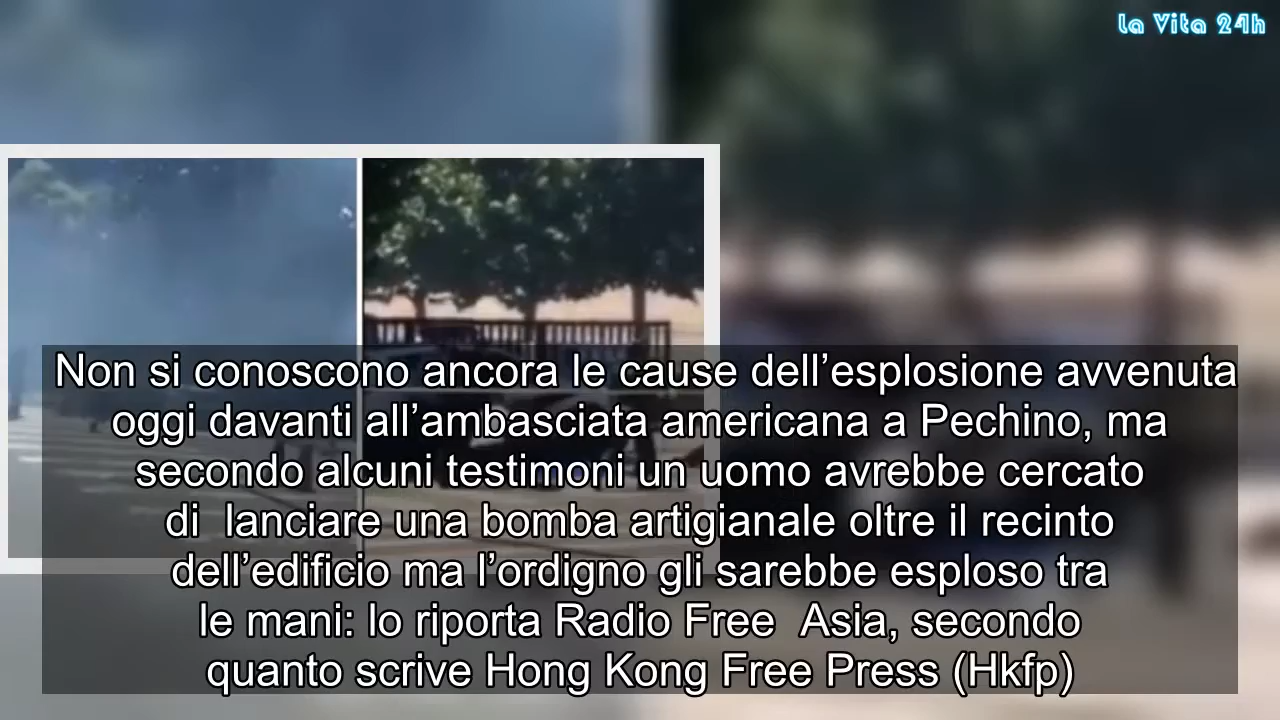 La Vita 24h
Non si conoscono ancora le cause dell’esplosione avvenuta
oggi davanti all’ambasciata americana a Pechino, ma
secondo alcuni testimoni un uomo avrebbe cercato
di  lanciare una bomba artigianale oltre il recinto
dell’edificio ma l’ordigno gli sarebbe esploso tra
le mani: lo riporta Radio Free  Asia, secondo
quanto scrive Hong Kong Free Press (Hkfp)